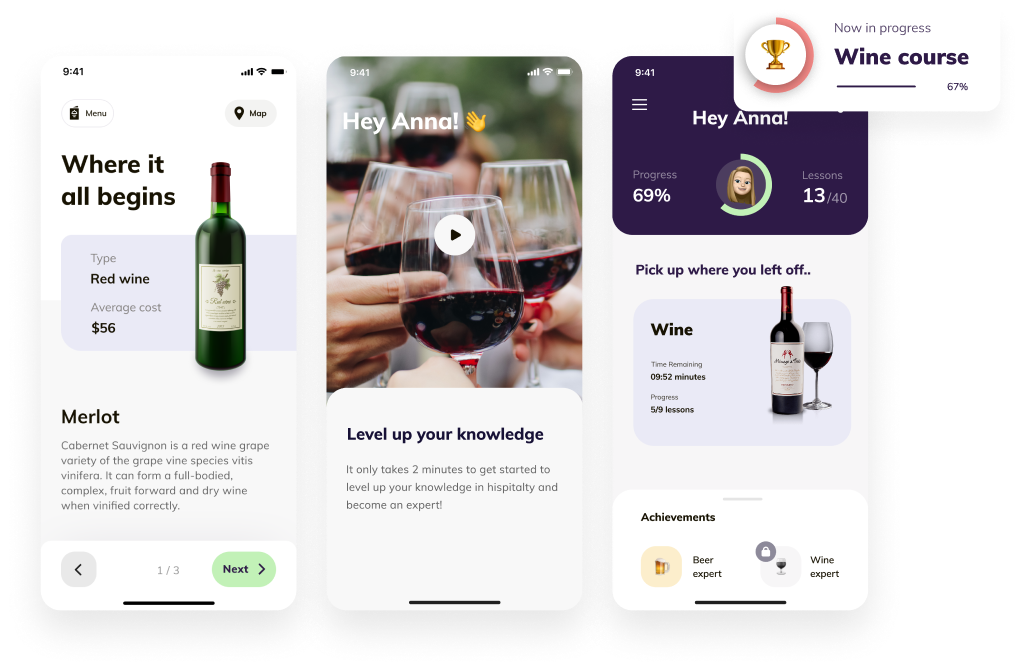 9:41
Menu
Map
Where it
all begins
Type
Red wine
Average cost
$56
Red wine
Merlot
Cabernet Sauvignon is a red wine grape
variety of the grape vine species vitis
vinifera. It can form a full-bodied,
complex, fruit forward and dry wine
when vinified correctly.
1 / 3
Next
9:41
Hey Anna! 👋
Level up your knowledge
It only takes 2 minutes to get started to
level up your knowledge in hispitalty and
become an expert!
Now in progress
Wine course
67%
9:41
Hey Anna!
Progress
69%
Lessons
13/40
Pick up where you left off..
Wine
Time Remaining
09:52 minutes
Progress
5/9 lessons
Achievements
Beer
expert
Wine
expert